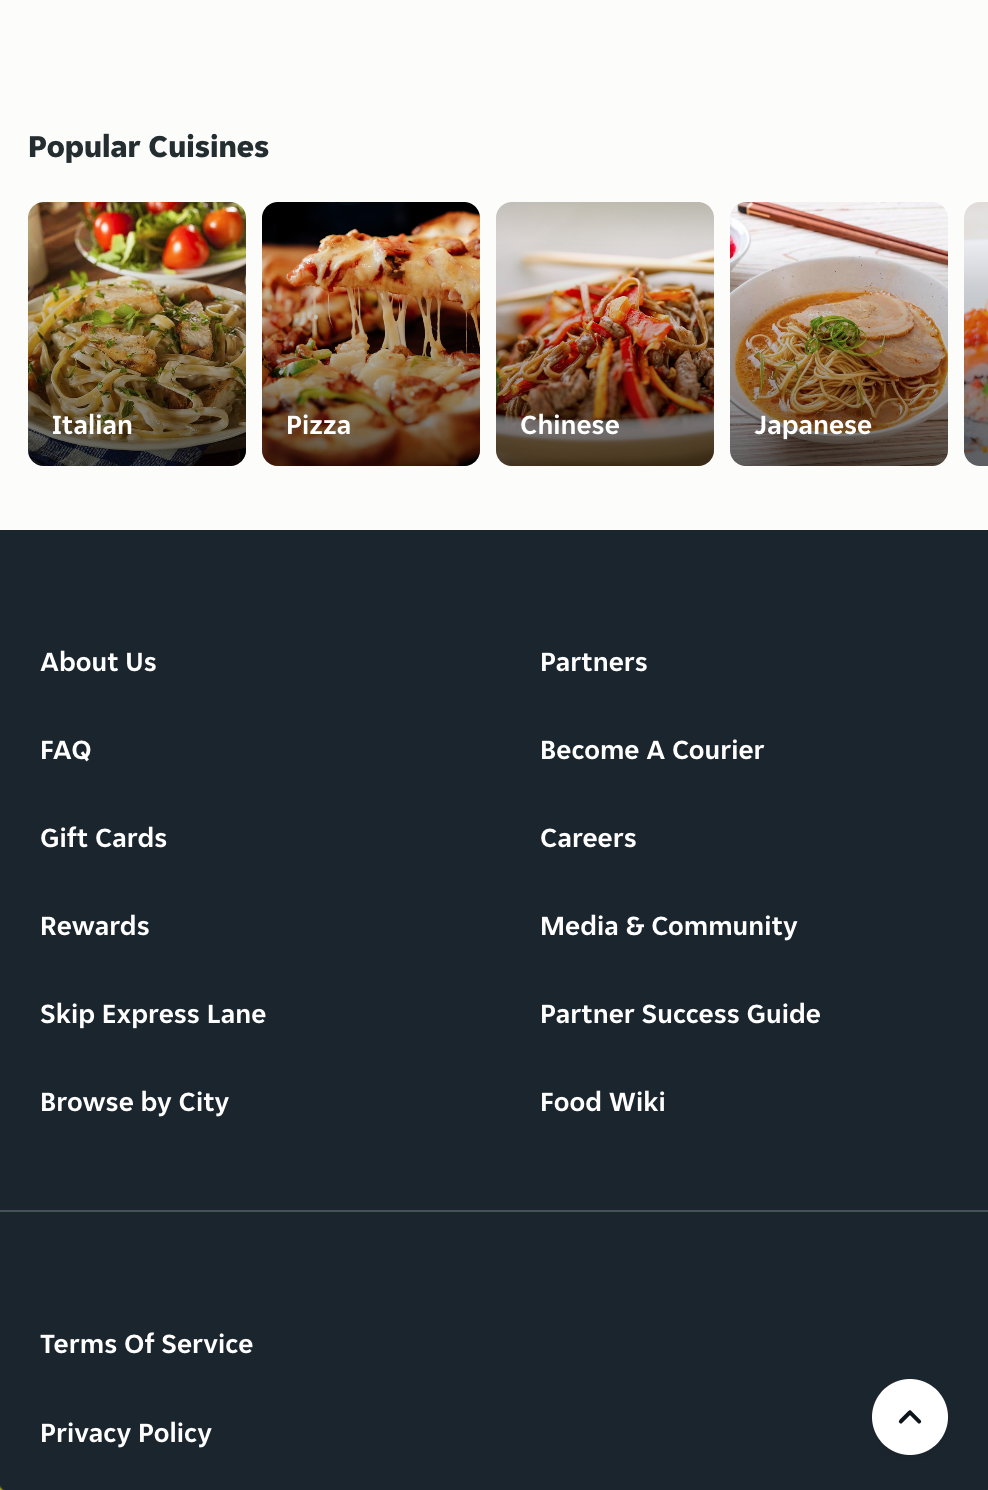 Popular Cuisines
Italian
Pizza
Chinese
Japanese
About Us
FAQ
Gift Cards
Rewards
Skip Express Lane
Browse by City
Partners
Become A Courier
Careers
Media & Community
Partner Success Guide
Food Wiki
Terms Of Service
Privacy Policy